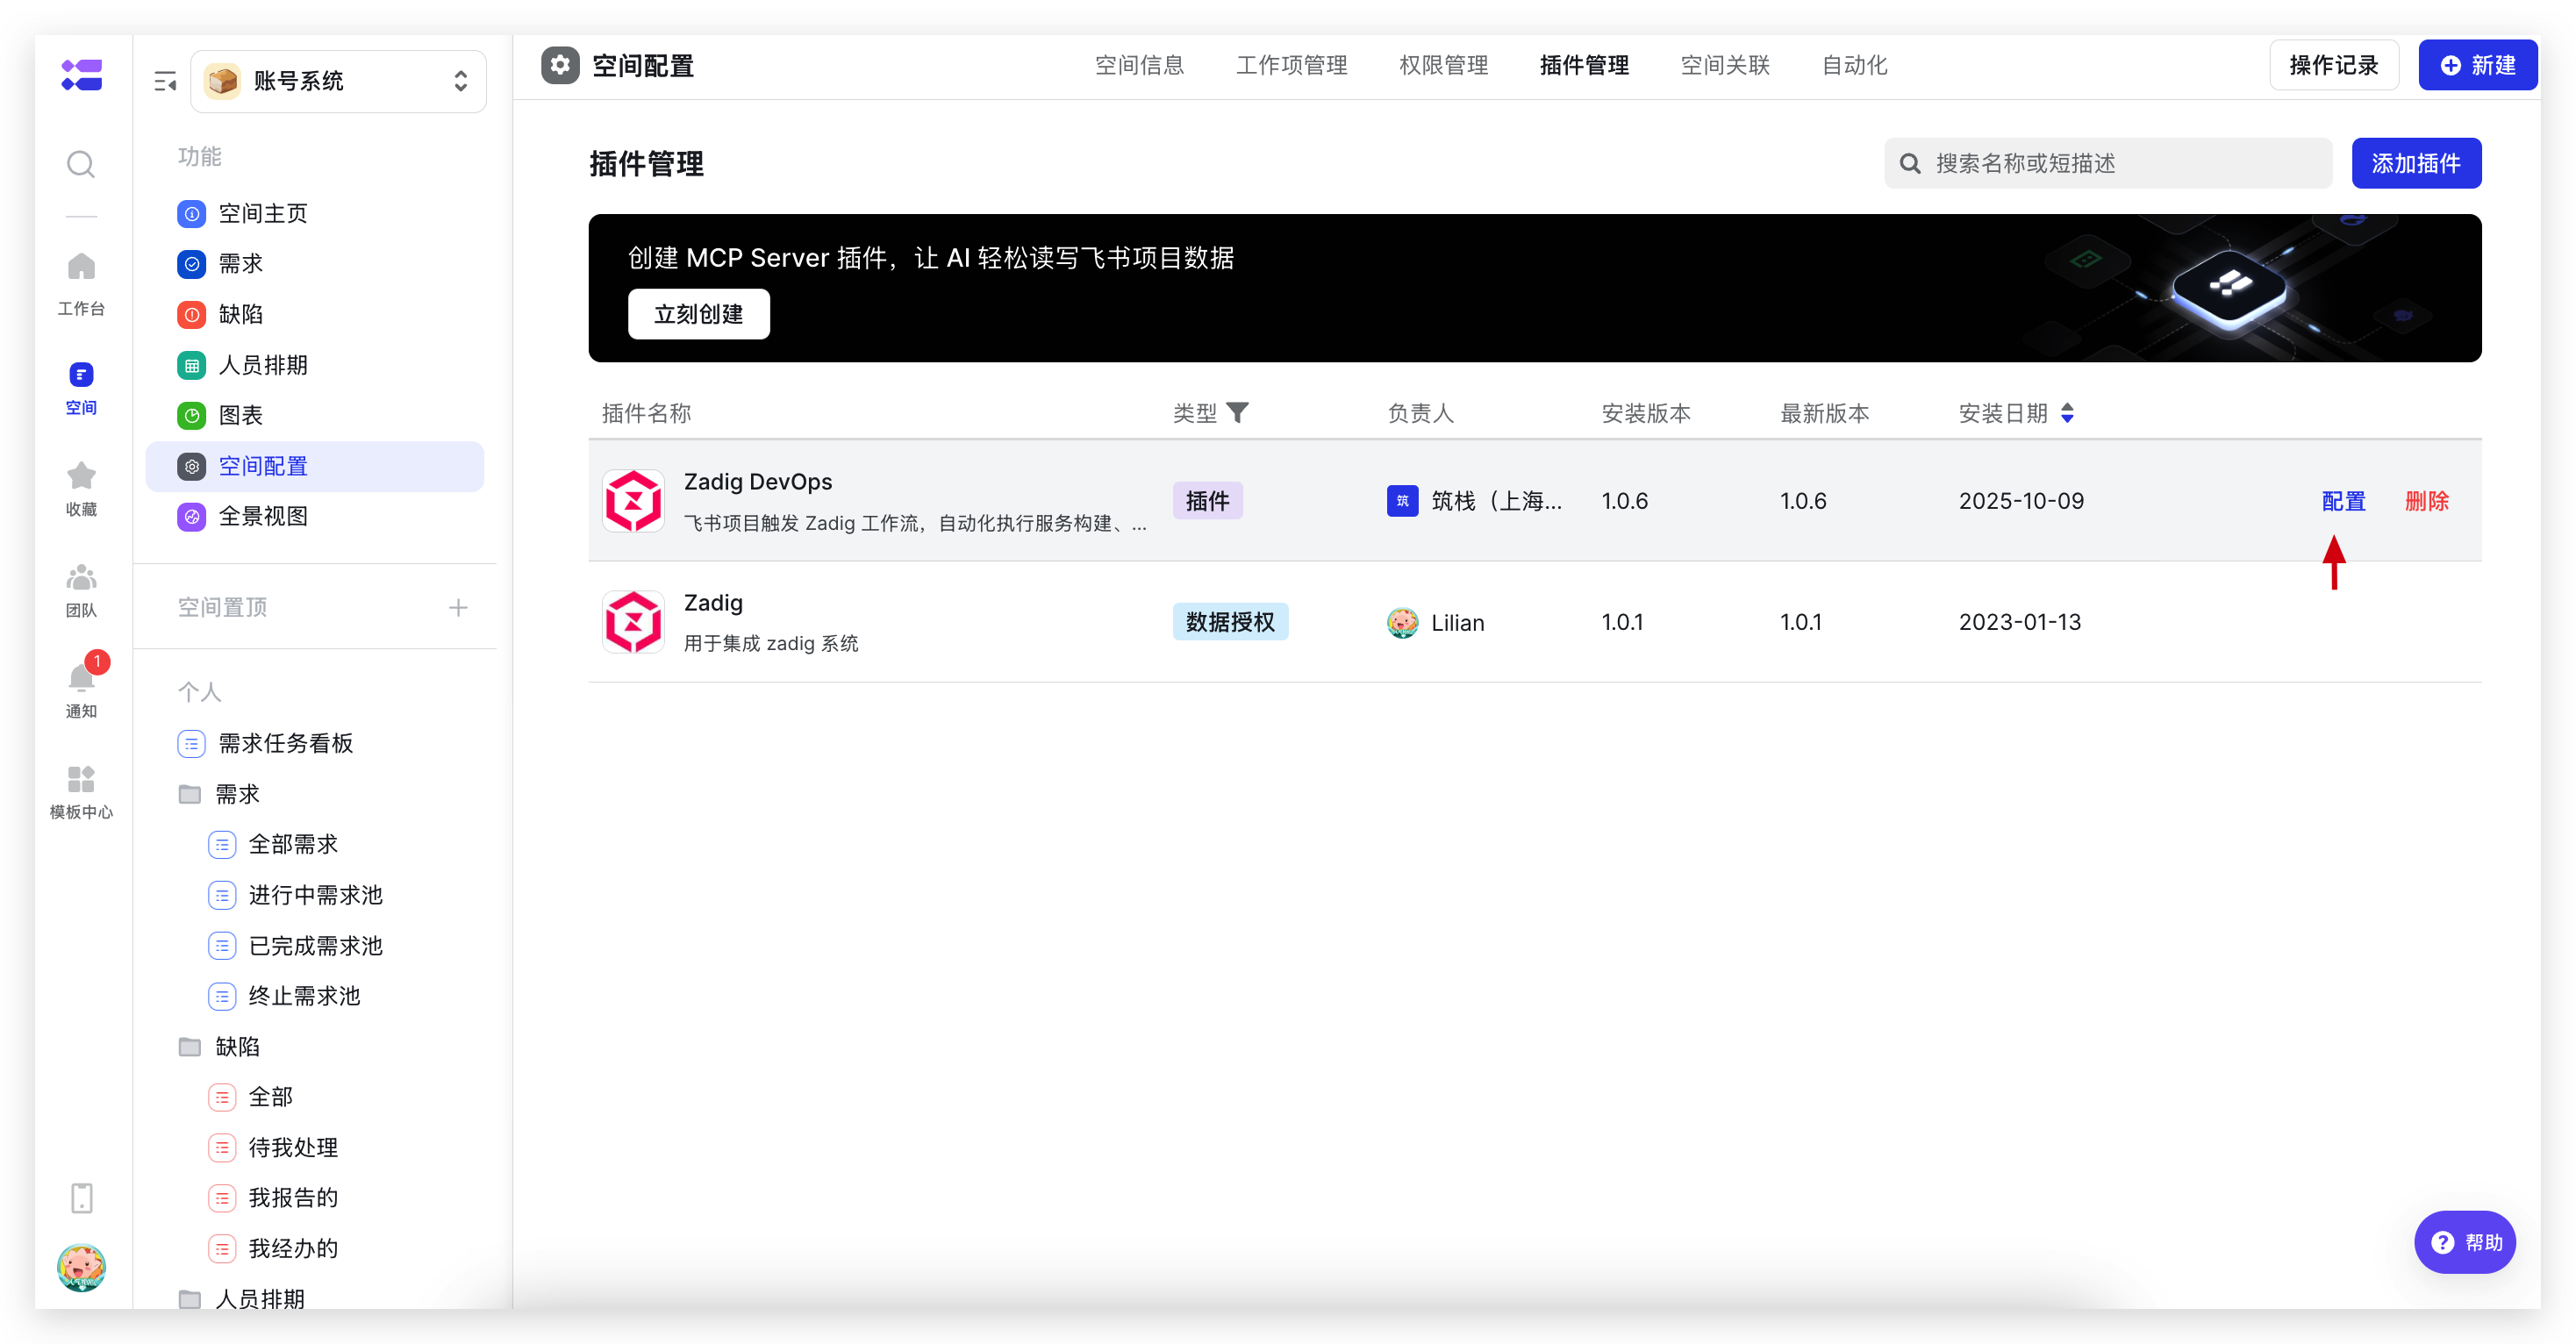 账号系统
空间配置
空间信息
工作项管理
权限管理
插件管理
空间关联
自动化
操作记录
新建
工作台
空间
收藏
团队
1
通知
模板中心
功能
空间主页
需求
缺陷
人员排期
图表
空间配置
全景视图
空间置顶
个人
需求任务看板
需求
全部需求
进行中需求池
已完成需求池
终止需求池
缺陷
全部
待我处理
我报告的
我经办的
人员排期
插件管理
搜索名称或短描述
添加插件
创建 MCP Server 插件，让 AI 轻松读写飞书项目数据
立刻创建
插件名称 类型 负责人 安装版本 最新版本 安装日期
Zadig DevOps
飞书项目触发 Zadig 工作流，自动化执行服务构建、...
插件 筑 筑栈（上海... 1.0.6 1.0.6 2025-10-09 配置 删除
Zadig
用于集成 zadig 系统
数据授权 Lilian 1.0.1 1.0.1 2023-01-13
帮助